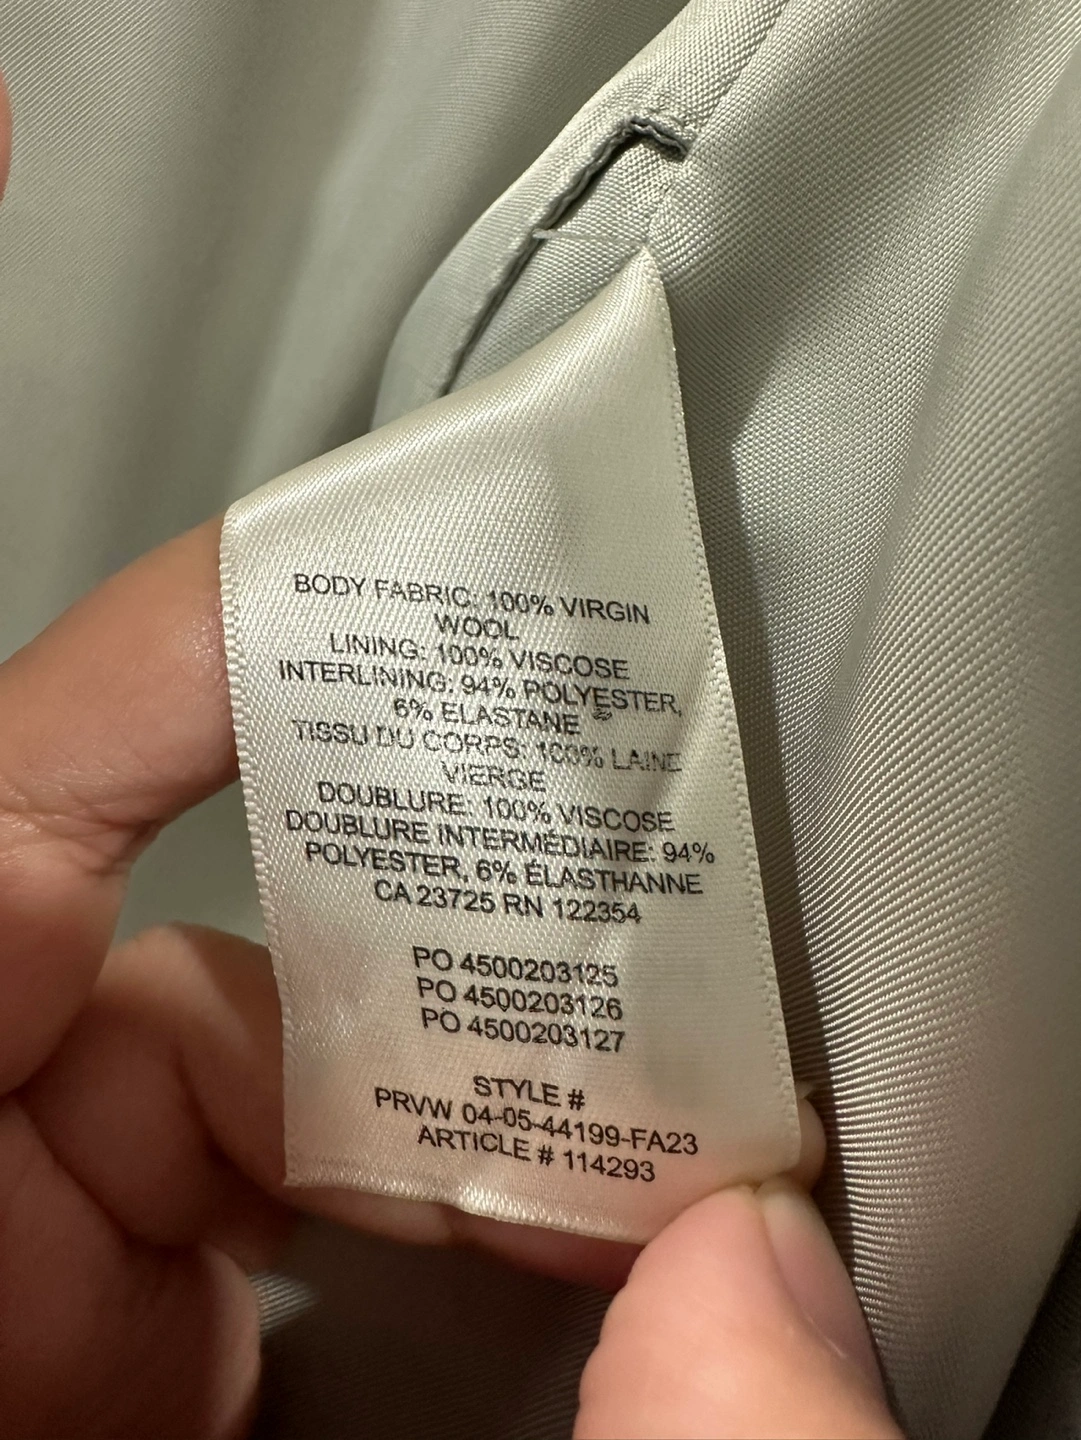 BODY FABRIC: 100% VIRGIN
WOOL
LINING: 100% VISCOSE
INTERLINING: 94% POLYESTER,
6% ELASTANE
TISSU DU CORPS: 100% LAINE
VIERGE
DOUBLURE: 100% VISCOSE
DOUBLURE INTERMÉDIAIRE: 94%
POLYESTER, 6% ÉLASTHANNE
CA 23725 RN 122354
PO 4500203125
PO 4500203126
PO 4500203127
STYLE #
PRVW 04-05-44199-FA23
ARTICLE # 114293